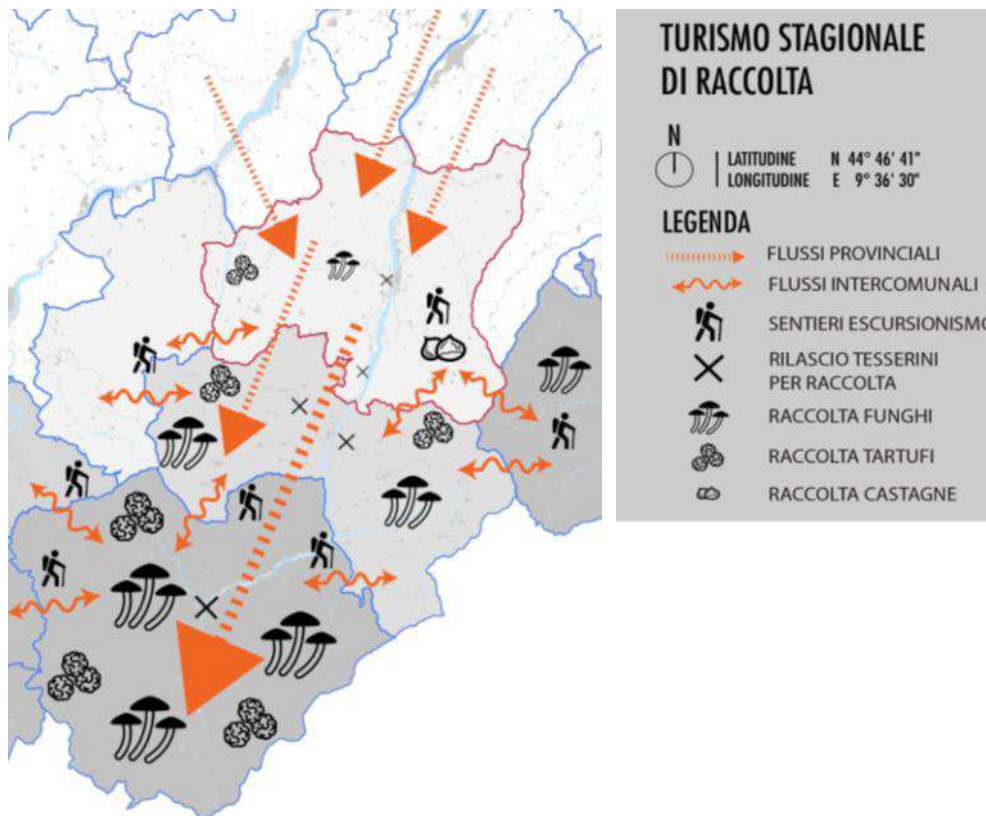 TURISMO STAGIONALE
DI RACCOLTA
N
LATITUDINE N 44° 46' 41"
LONGITUDINE E 9° 36' 30"
LEGENDA
FLUSSI PROVINCIALI
FLUSSI INTERCOMUNALI
SENTIERI ESCURSIONISMO
RILASCIO TESSERINI
PER RACCOLTA
RACCOLTA FUNGHI
RACCOLTA TARTUFI
RACCOLTA CASTAGNE